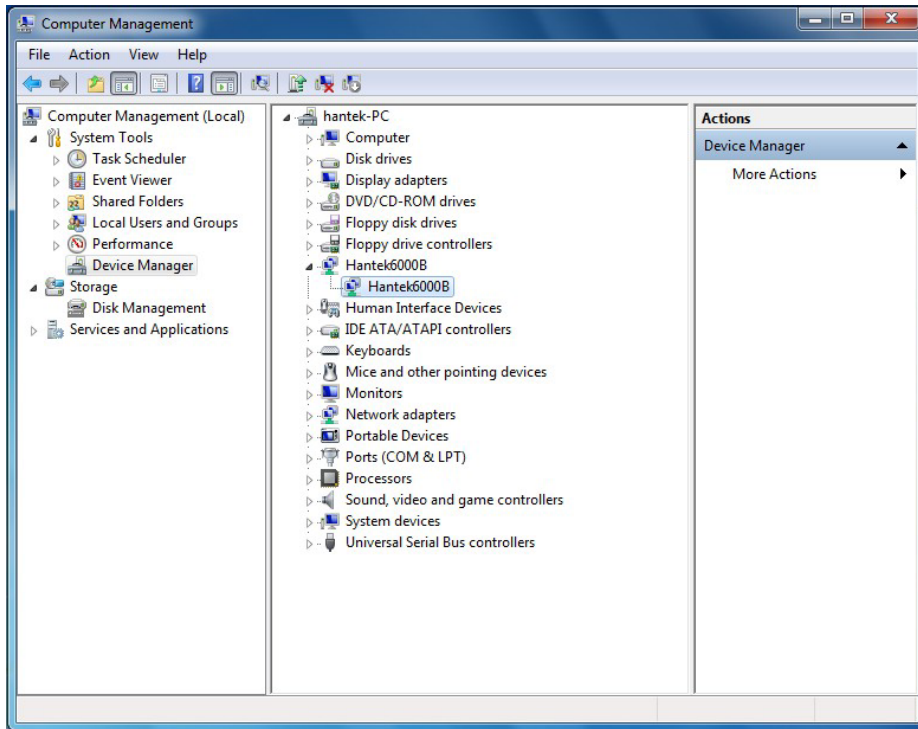 Computer Management
File Action View Help
Computer Management (Local)
System Tools
Task Scheduler
Event Viewer
Shared Folders
Local Users and Groups
Performance
Device Manager
Storage
Disk Management
Services and Applications
hantek-PC
Computer
Disk drives
Display adapters
DVD/CD-ROM drives
Floppy disk drives
Floppy drive controllers
Hantek6000B
Hantek6000B
Human Interface Devices
IDE ATA/ATAPI controllers
Keyboards
Mice and other pointing devices
Monitors
Network adapters
Portable Devices
Ports (COM & LPT)
Processors
Sound, video and game controllers
System devices
Universal Serial Bus controllers
Actions
Device Manager
More Actions